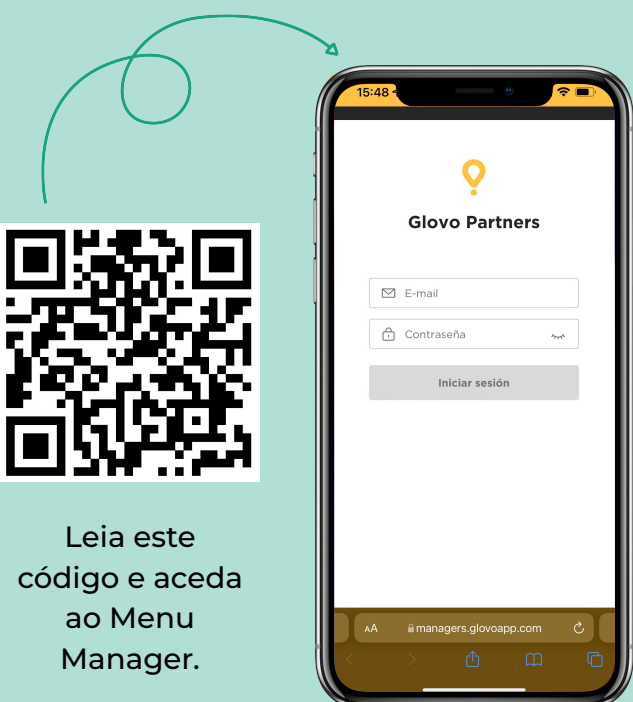 Leia este
código e aceda
ao Menu
Manager.
15:48
Glovo Partners
E-mail
Contraseña
Iniciar sesión
AA
managers.glovoapp.com